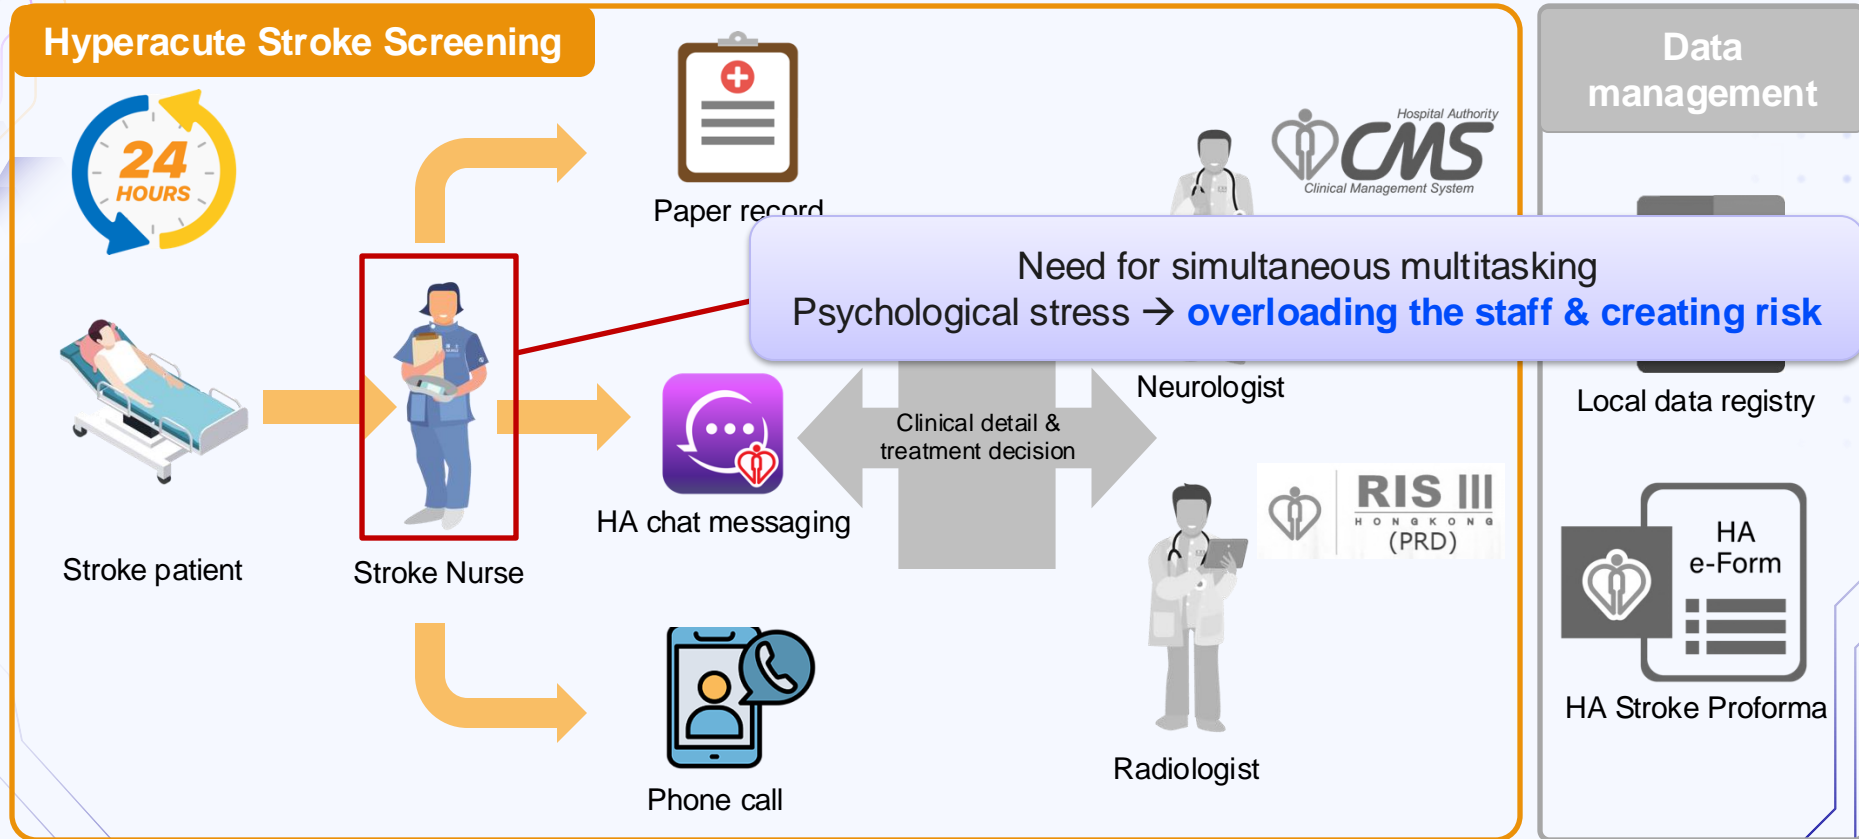 Hyperacute Stroke Screening
24
HOURS
Paper record
Hospital Authority
CMS
Clinical Management System
Data
management
Need for simultaneous multitasking
Psychological stress → overloading the staff & creating risk
Stroke patient
Stroke Nurse
HA chat messaging
Clinical detail &
treatment decision
Neurologist
Local data registry
RIS III
HONGKONG
(PRD)
HA
e-Form
HA Stroke Proforma
Phone call
Radiologist